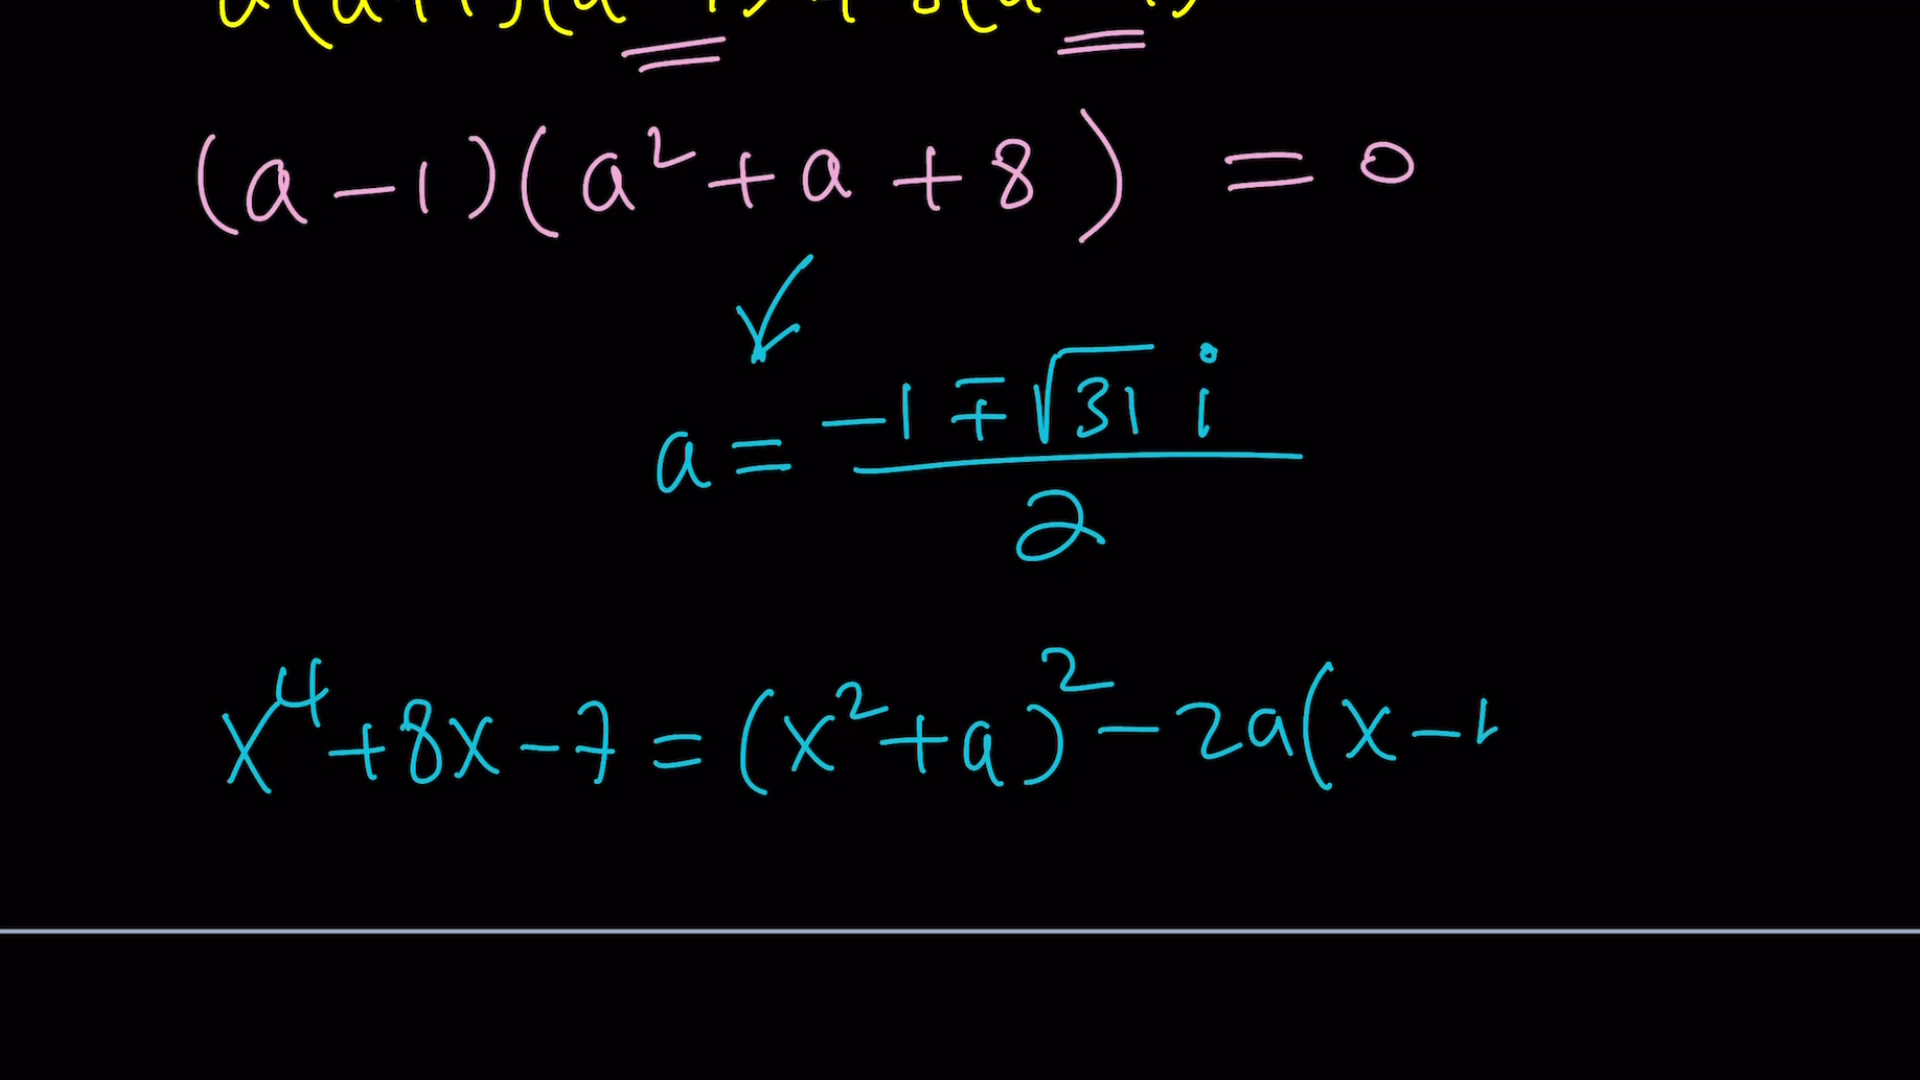 (a-1)(a²+a+8) = 0
a = (-1 ∓ √31 i) / 2
x⁴+8x-7 = (x²+a)² - 2a(x-